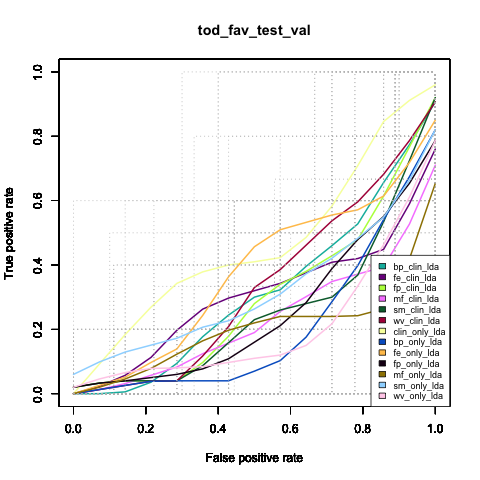 tod_fav_test_val
True positive rate
1.0
0.8
0.6
0.4
0.2
0.0
bp_clin_lda
fe_clin_lda
fp_clin_lda
mf_clin_lda
sm_clin_lda
wv_clin_lda
clin_only_lda
bp_only_lda
fe_only_lda
fp_only_lda
mf_only_lda
sm_only_lda
wv_only_lda
0.0 0.2 0.4 0.6 0.8 1.0
False positive rate